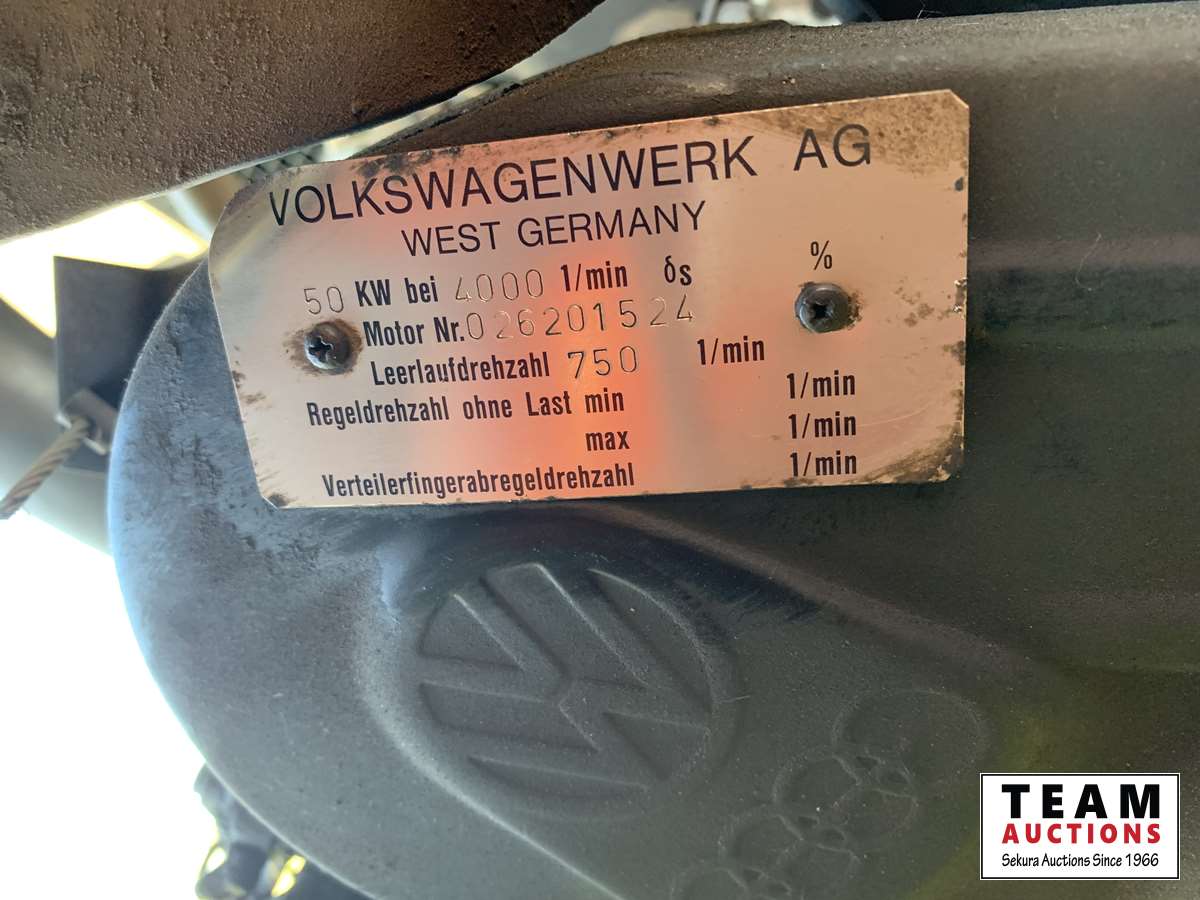 VOLKSWAGENWERK AG
WEST GERMANY
50 KW bei 4000 1/min δs %
Motor Nr. 026201524
Leerlaufdrehzahl 750 1/min
Regeldrehzahl ohne Last min 1/min
max 1/min
Verteilerfingerabregeldrehzahl 1/min
VW
TEAM
AUCTIONS
Sekura Auctions Since 1966